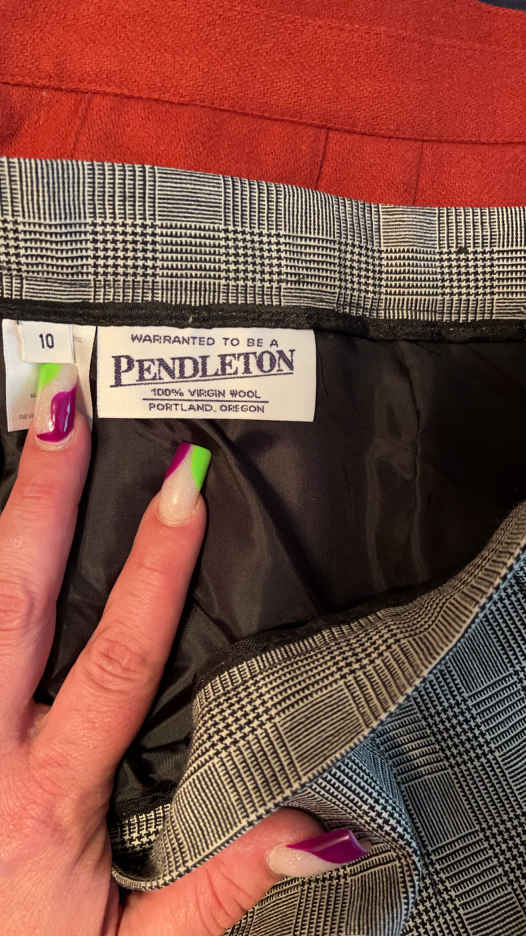 10
WARRANTED TO BE A
PENDLETON
100% VIRGIN WOOL
PORTLAND, OREGON